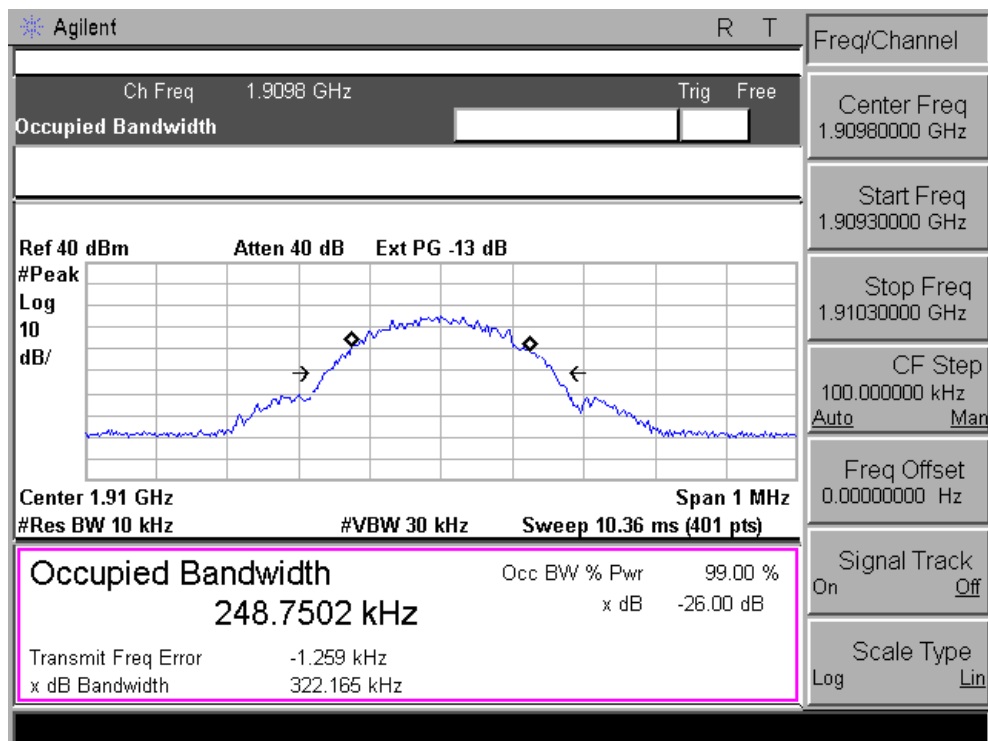 Agilent R T
Freq/Channel
Ch Freq 1.9098 GHz Trig Free
Occupied Bandwidth
Center Freq
1.90980000 GHz
Start Freq
1.90930000 GHz
Ref 40 dBm Atten 40 dB Ext PG -13 dB
#Peak
Log
10
dB/
Stop Freq
1.91030000 GHz
CF Step
100.000000 kHz
Auto Man
Center 1.91 GHz Span 1 MHz
#Res BW 10 kHz #VBW 30 kHz Sweep 10.36 ms (401 pts)
Freq Offset
0.00000000 Hz
Occupied Bandwidth Occ BW % Pwr 99.00 %
248.7502 kHz x dB -26.00 dB
Transmit Freq Error -1.259 kHz
x dB Bandwidth 322.165 kHz
Signal Track
On Off
Scale Type
Log Lin